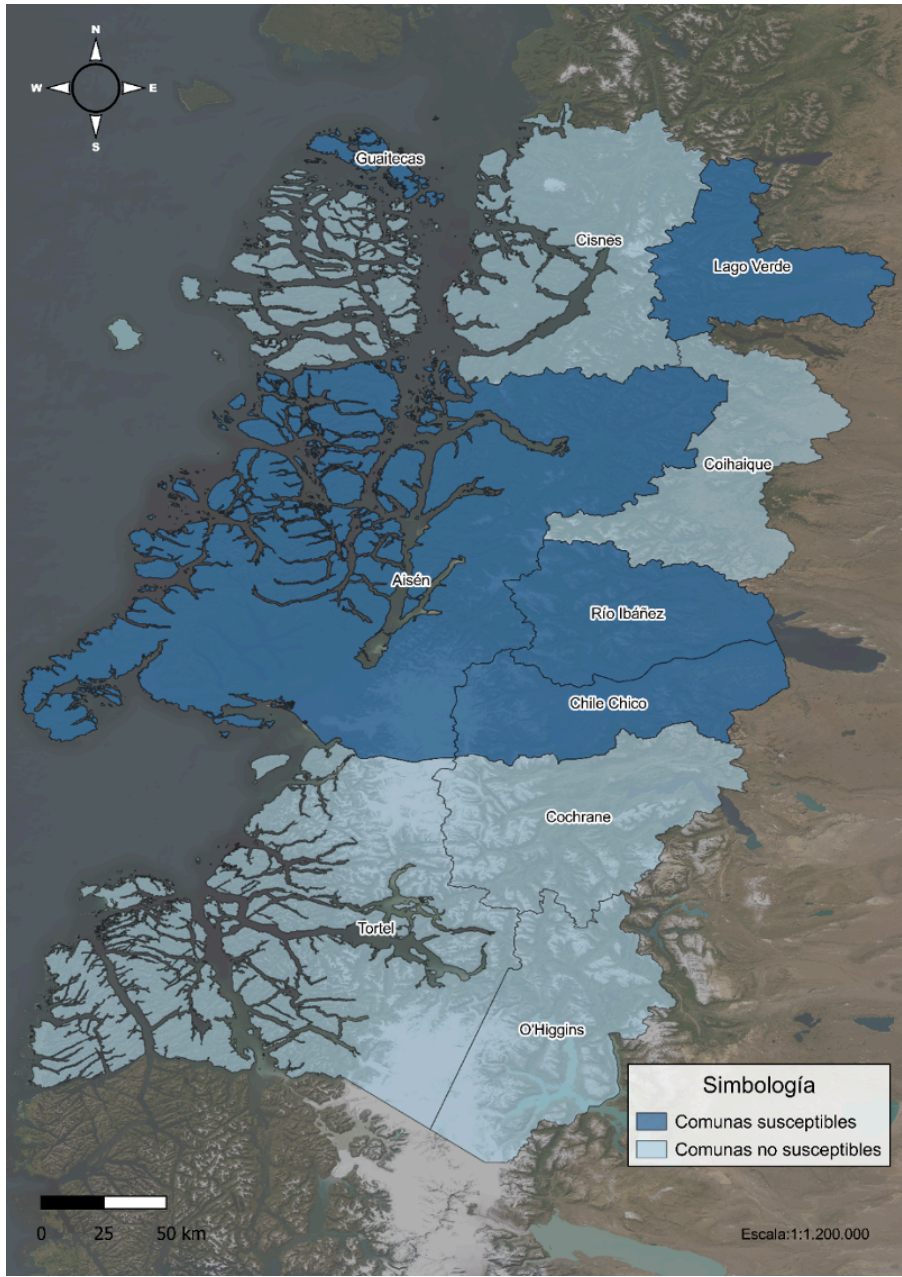 N
W E
S
Guaitecas
Cisnes
Lago Verde
Coihaique
Aisén
Río Ibáñez
Chile Chico
Cochrane
Tortel
O'Higgins
Simbología
Comunas susceptibles
Comunas no susceptibles
0 25 50 km
Escala:1:1.200.000